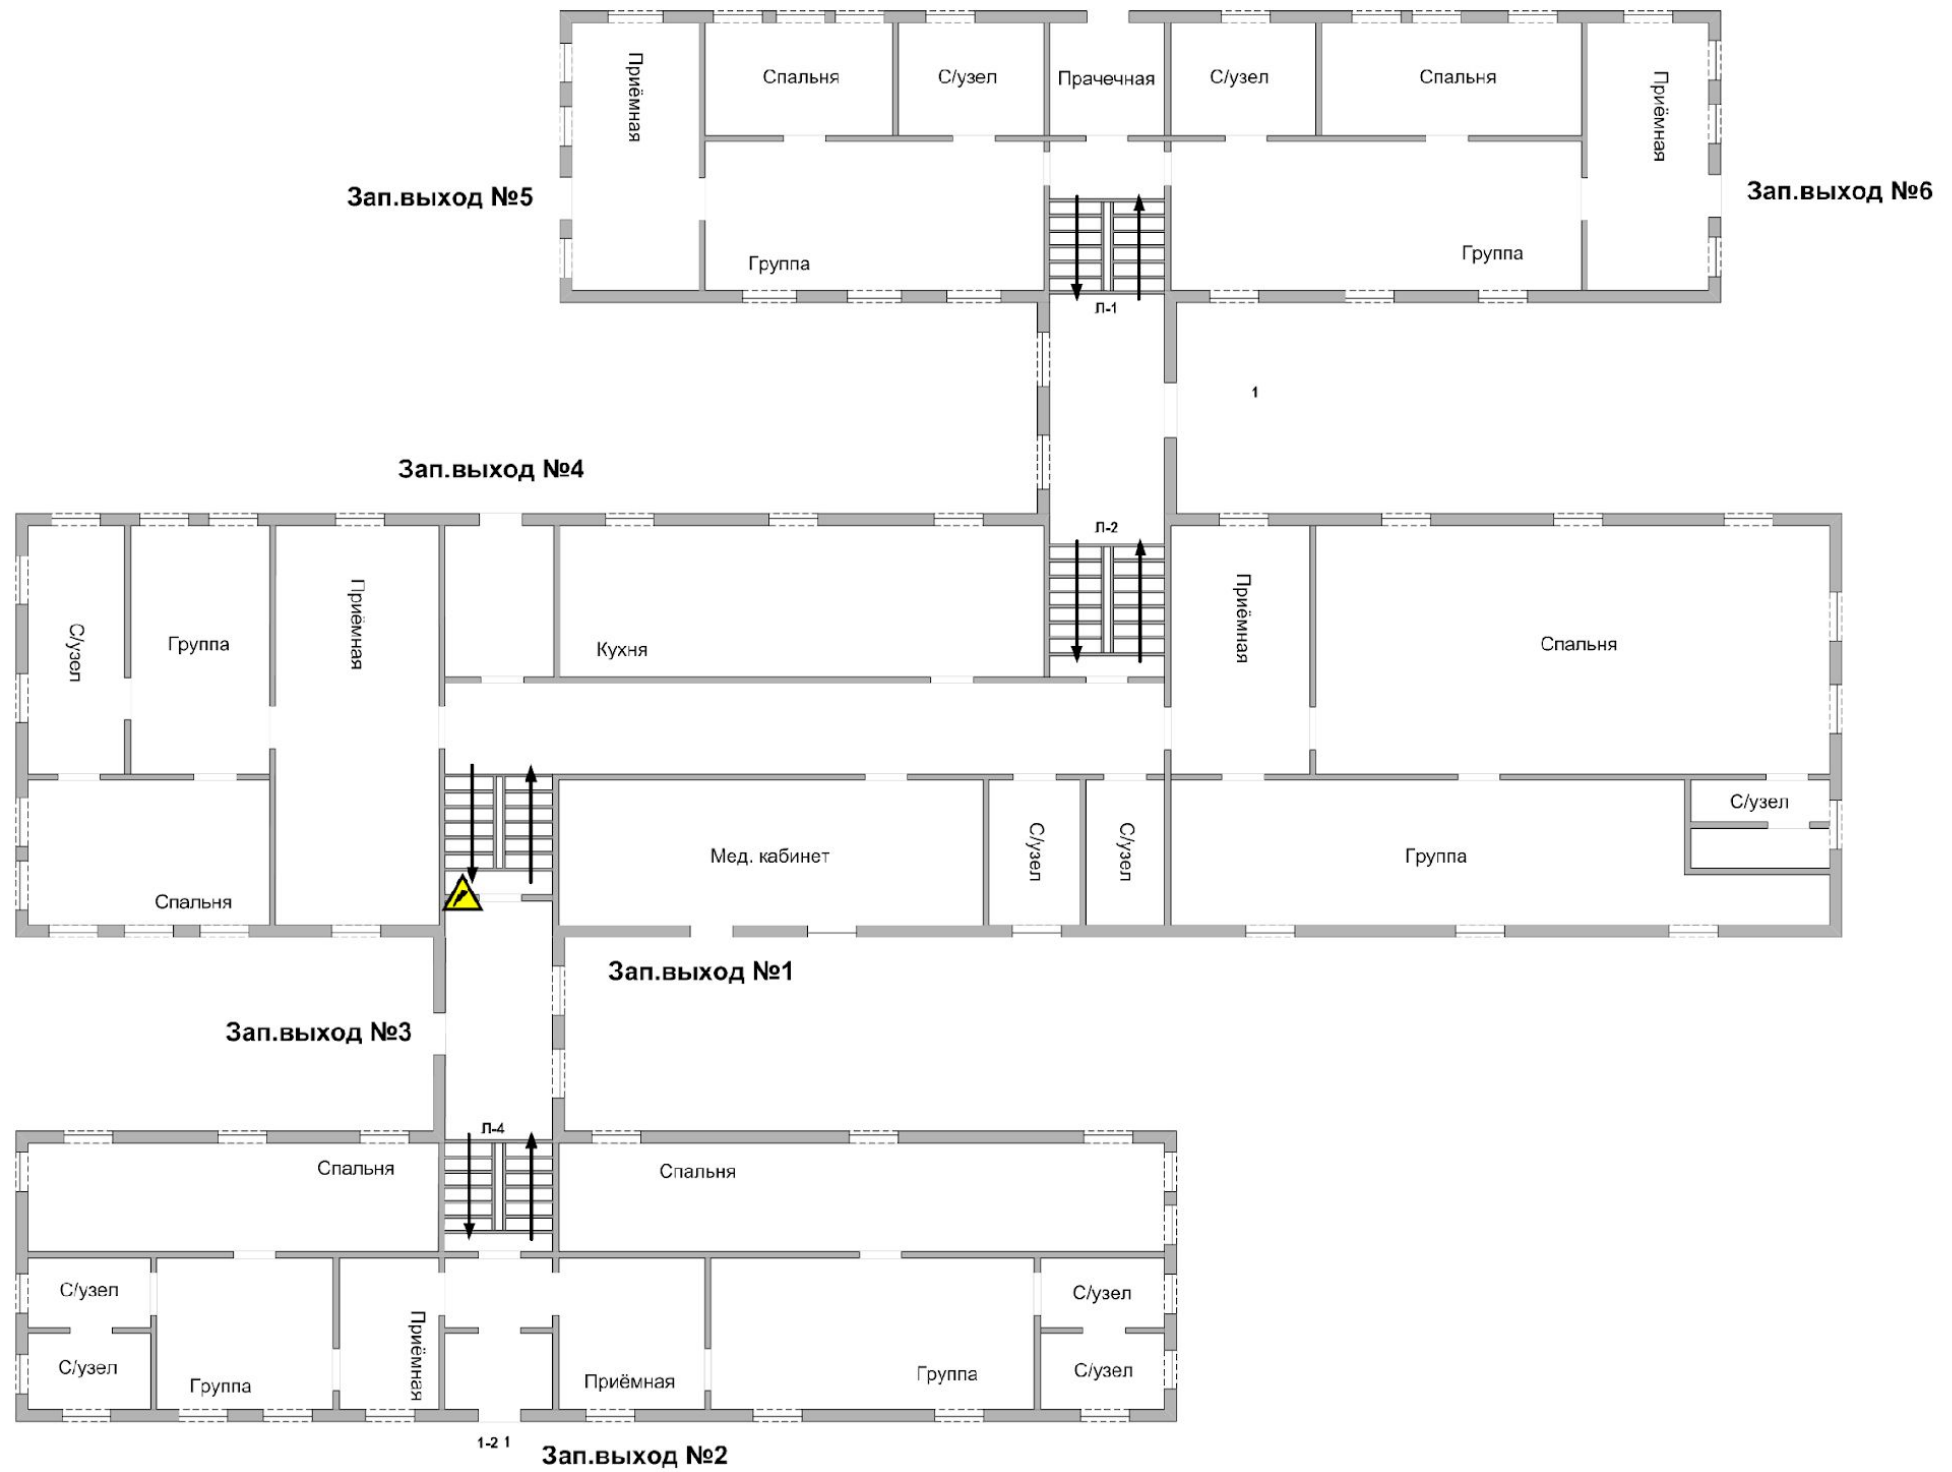 Приёмная
Спальня
С/узел
Прачечная
С/узел
Спальня
Приёмная
Зап.выход №5
Зап.выход №6
Группа
Группа
Л-1
1
Зап.выход №4
Л-2
С/узел
Группа
Приёмная
Кухня
Приёмная
Спальня
С/узел
Мед. кабинет
С/узел
С/узел
Группа
Спальня
Зап.выход №1
Зап.выход №3
Л-4
Спальня
Спальня
С/узел
С/узел
Приёмная
С/узел
Группа
Приёмная
Группа
С/узел
1-2 1
Зап.выход №2